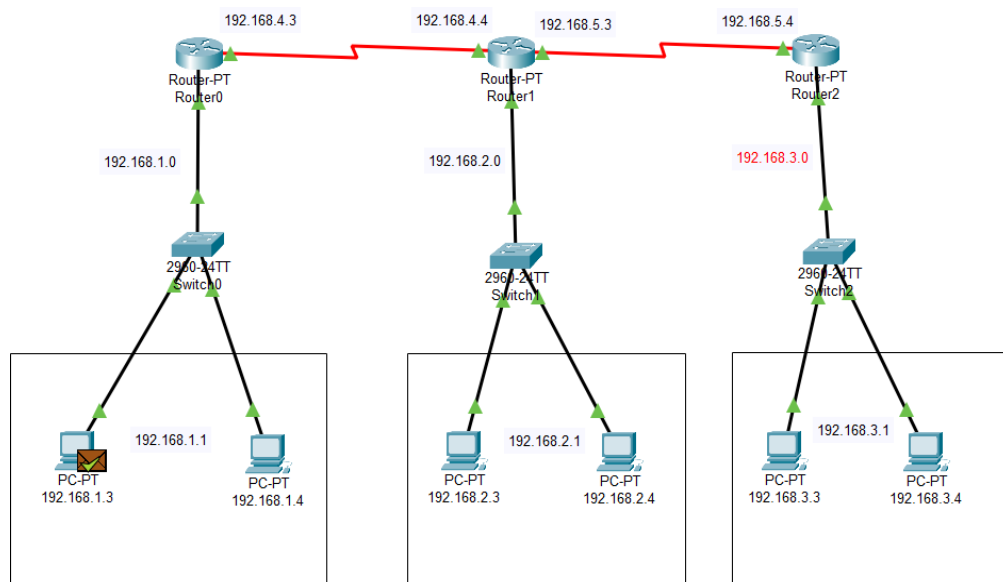 192.168.4.3
192.168.4.4
192.168.5.3
192.168.5.4
Router-PT
Router0
Router-PT
Router1
Router-PT
Router2
192.168.1.0
192.168.2.0
192.168.3.0
2960-24TT
Switch0
2960-24TT
Switch1
2960-24TT
Switch2
192.168.1.1
192.168.2.1
192.168.3.1
PC-PT
192.168.1.3
PC-PT
192.168.1.4
PC-PT
192.168.2.3
PC-PT
192.168.2.4
PC-PT
192.168.3.3
PC-PT
192.168.3.4